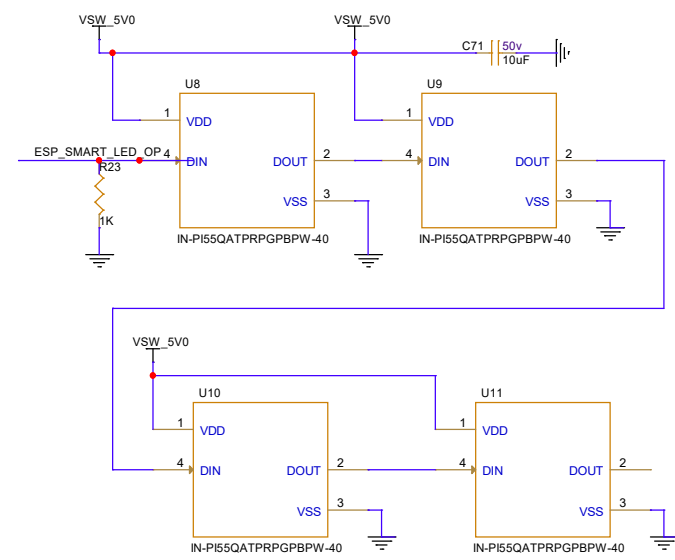 VSW_5V0
VSW_5V0
C71
50v
10uF
U8
U9
1
VDD
1
VDD
ESP_SMART_LED_OP
4
DIN
DOUT
2
4
DIN
DOUT
2
R23
VSS
3
VSS
3
1K
IN-PI55QATPRPGPBPW-40
IN-PI55QATPRPGPBPW-40
VSW_5V0
U10
U11
1
VDD
1
VDD
4
DIN
DOUT
2
4
DIN
DOUT
2
VSS
3
VSS
3
IN-PI55QATPRPGPBPW-40
IN-PI55QATPRPGPBPW-40